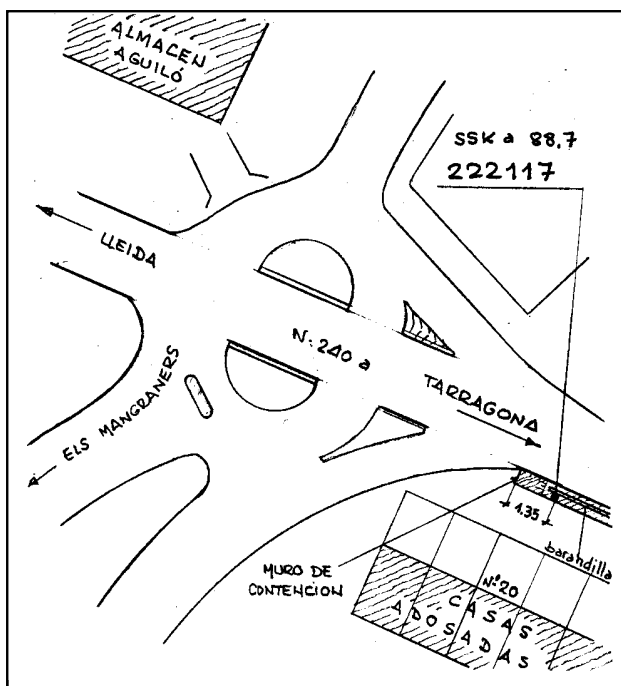 ALMACEN
AGUILÓ
SSK a 88.7
222117
LLEIDA
N-240 a
TARRAGONA
ELS MANGRANERS
1.35
barandilla
MURO DE
CONTENCION
Nº20
CASAS
ADOSADAS